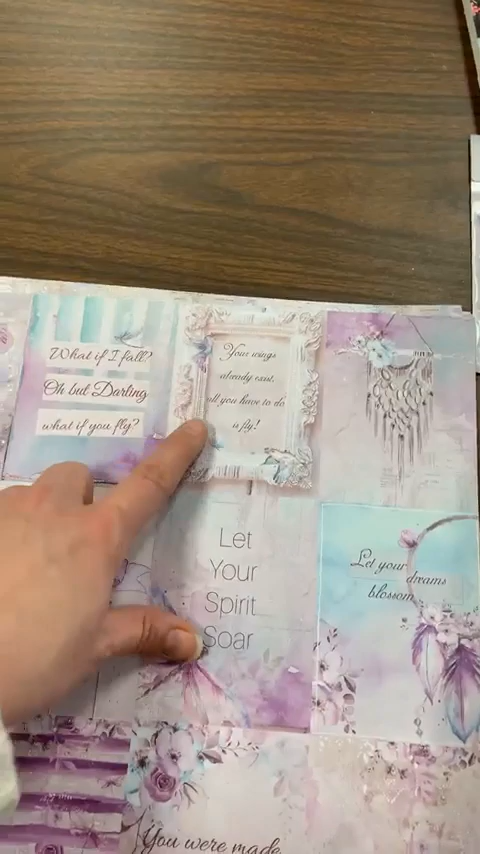 What if I fall?
Oh but Darling
what if you fly?
Your wings
already exist,
all you have to do
is fly!
Let
Your
Spirit
Soar
Let your
dreams
blossom
You were made